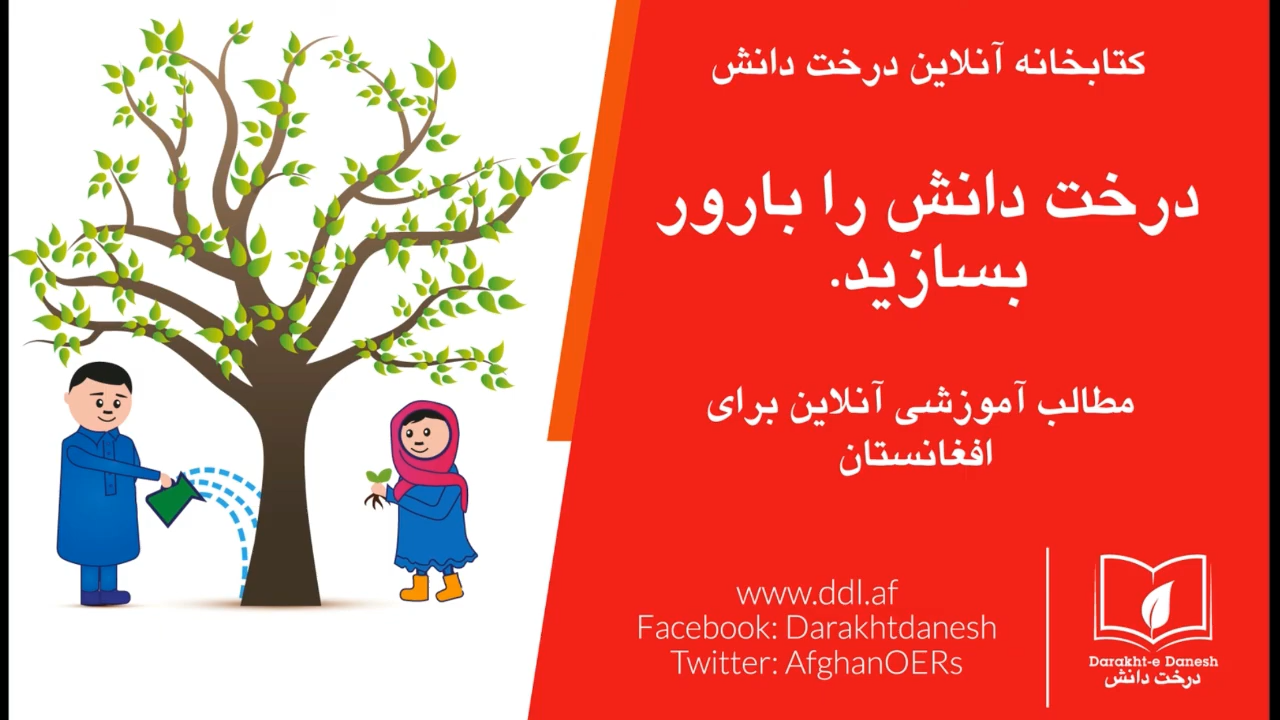 کتابخانه آنلاین درخت دانش
درخت دانش را بارور
بسازید.
مطالب آموزشی آنلاین برای
افغانستان
www.ddl.af
Facebook: Darakhtdanesh
Twitter: AfghanOERs
Darakht-e Danesh
درخت دانش